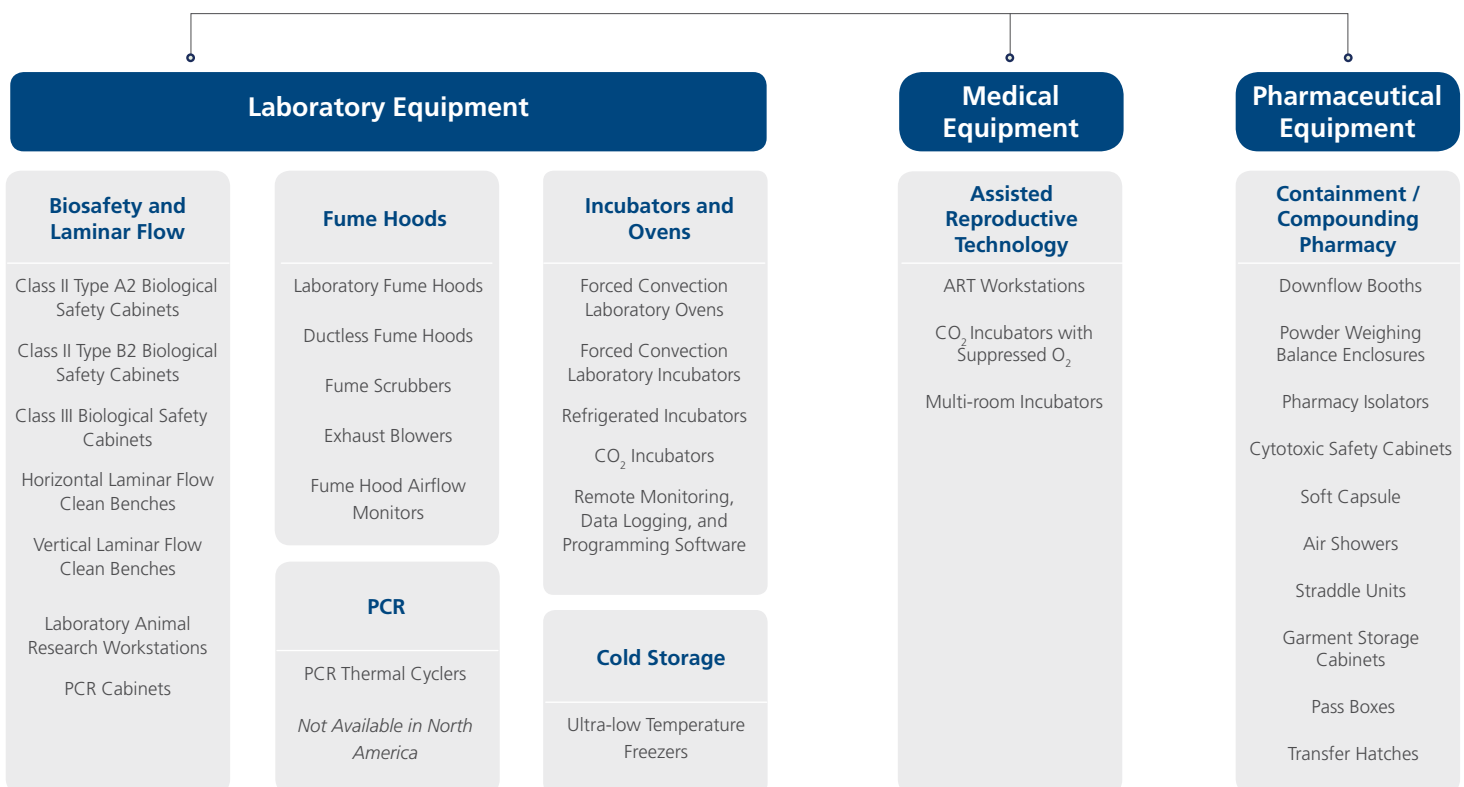 Laboratory Equipment
Biosafety and
Laminar Flow
Class II Type A2 Biological
Safety Cabinets
Class II Type B2 Biological
Safety Cabinets
Class III Biological Safety
Cabinets
Horizontal Laminar Flow
Clean Benches
Vertical Laminar Flow
Clean Benches
Laboratory Animal
Research Workstations
PCR Cabinets
Fume Hoods
Laboratory Fume Hoods
Ductless Fume Hoods
Fume Scrubbers
Exhaust Blowers
Fume Hood Airflow
Monitors
PCR
PCR Thermal Cyclers
Not Available in North
America
Incubators and
Ovens
Forced Convection
Laboratory Ovens
Forced Convection
Laboratory Incubators
Refrigerated Incubators
CO₂ Incubators
Remote Monitoring,
Data Logging, and
Programming Software
Cold Storage
Ultra-low Temperature
Freezers
Medical
Equipment
Assisted
Reproductive
Technology
ART Workstations
CO₂ Incubators with
Suppressed O₂
Multi-room Incubators
Pharmaceutical
Equipment
Containment /
Compounding
Pharmacy
Downflow Booths
Powder Weighing
Balance Enclosures
Pharmacy Isolators
Cytotoxic Safety Cabinets
Soft Capsule
Air Showers
Straddle Units
Garment Storage
Cabinets
Pass Boxes
Transfer Hatches